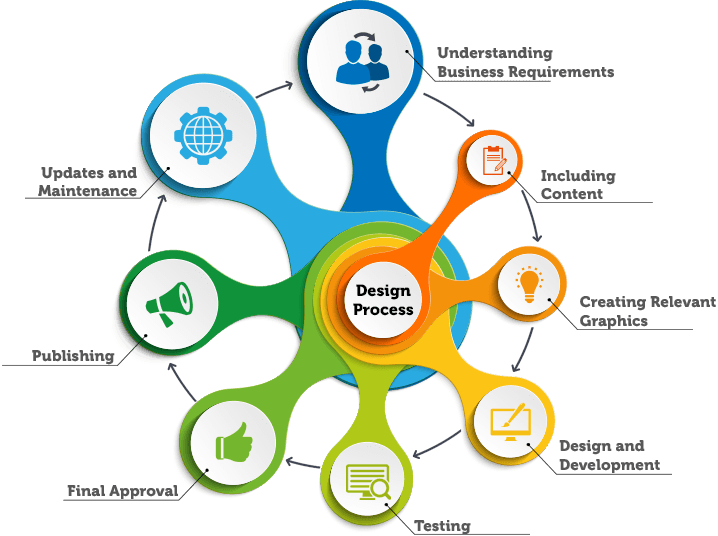 Understanding
Business Requirements
Including
Content
Creating Relevant
Graphics
Design and
Development
Testing
Final Approval
Publishing
Updates and
Maintenance
Design
Process